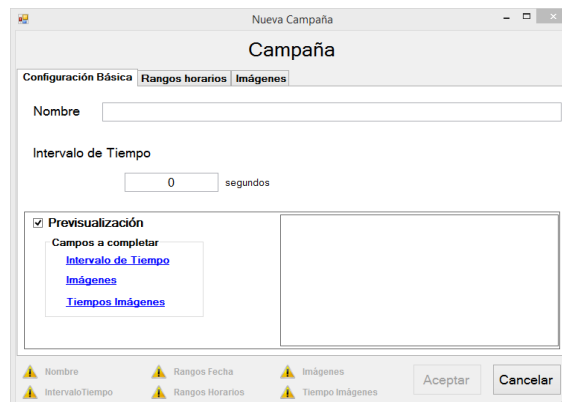 Nueva Campaña
Campaña
Configuración Básica Rangos horarios Imágenes
Nombre
Intervalo de Tiempo
0 segundos
Previsualización
Campos a completar
Intervalo de Tiempo
Imágenes
Tiempos Imágenes
Nombre Rangos Fecha Imágenes
IntervaloTiempo Rangos Horarios Tiempo Imágenes
Aceptar Cancelar